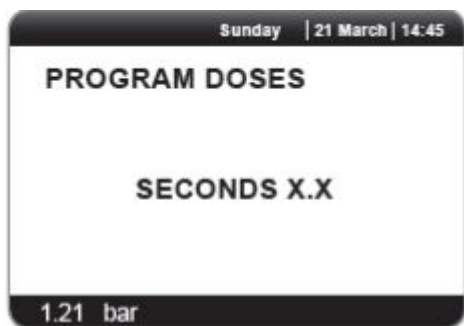 Sunday | 21 March | 14:45
PROGRAM DOSES
SECONDS X.X
1.21 bar